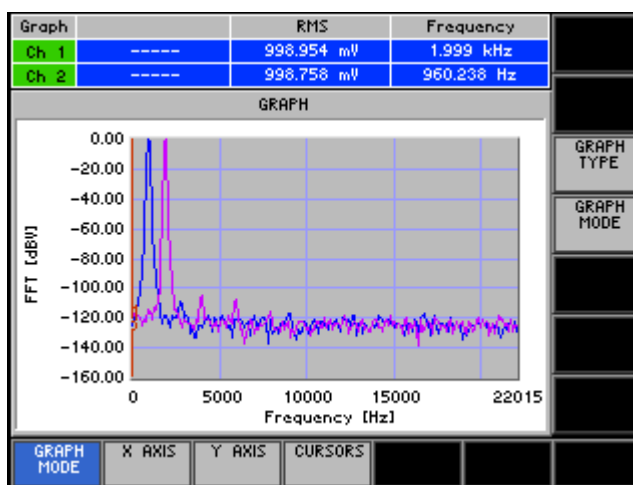 Graph RMS Frequency
Ch 1 ----- 998.954 mV 1.999 kHz
Ch 2 ----- 998.758 mV 960.238 Hz
GRAPH
GRAPH TYPE
GRAPH MODE
FFT [dBV]
0.00
-20.00
-40.00
-60.00
-80.00
-100.00
-120.00
-140.00
-160.00
0 5000 10000 15000 22015
Frequency [Hz]
GRAPH MODE X AXIS Y AXIS CURSORS